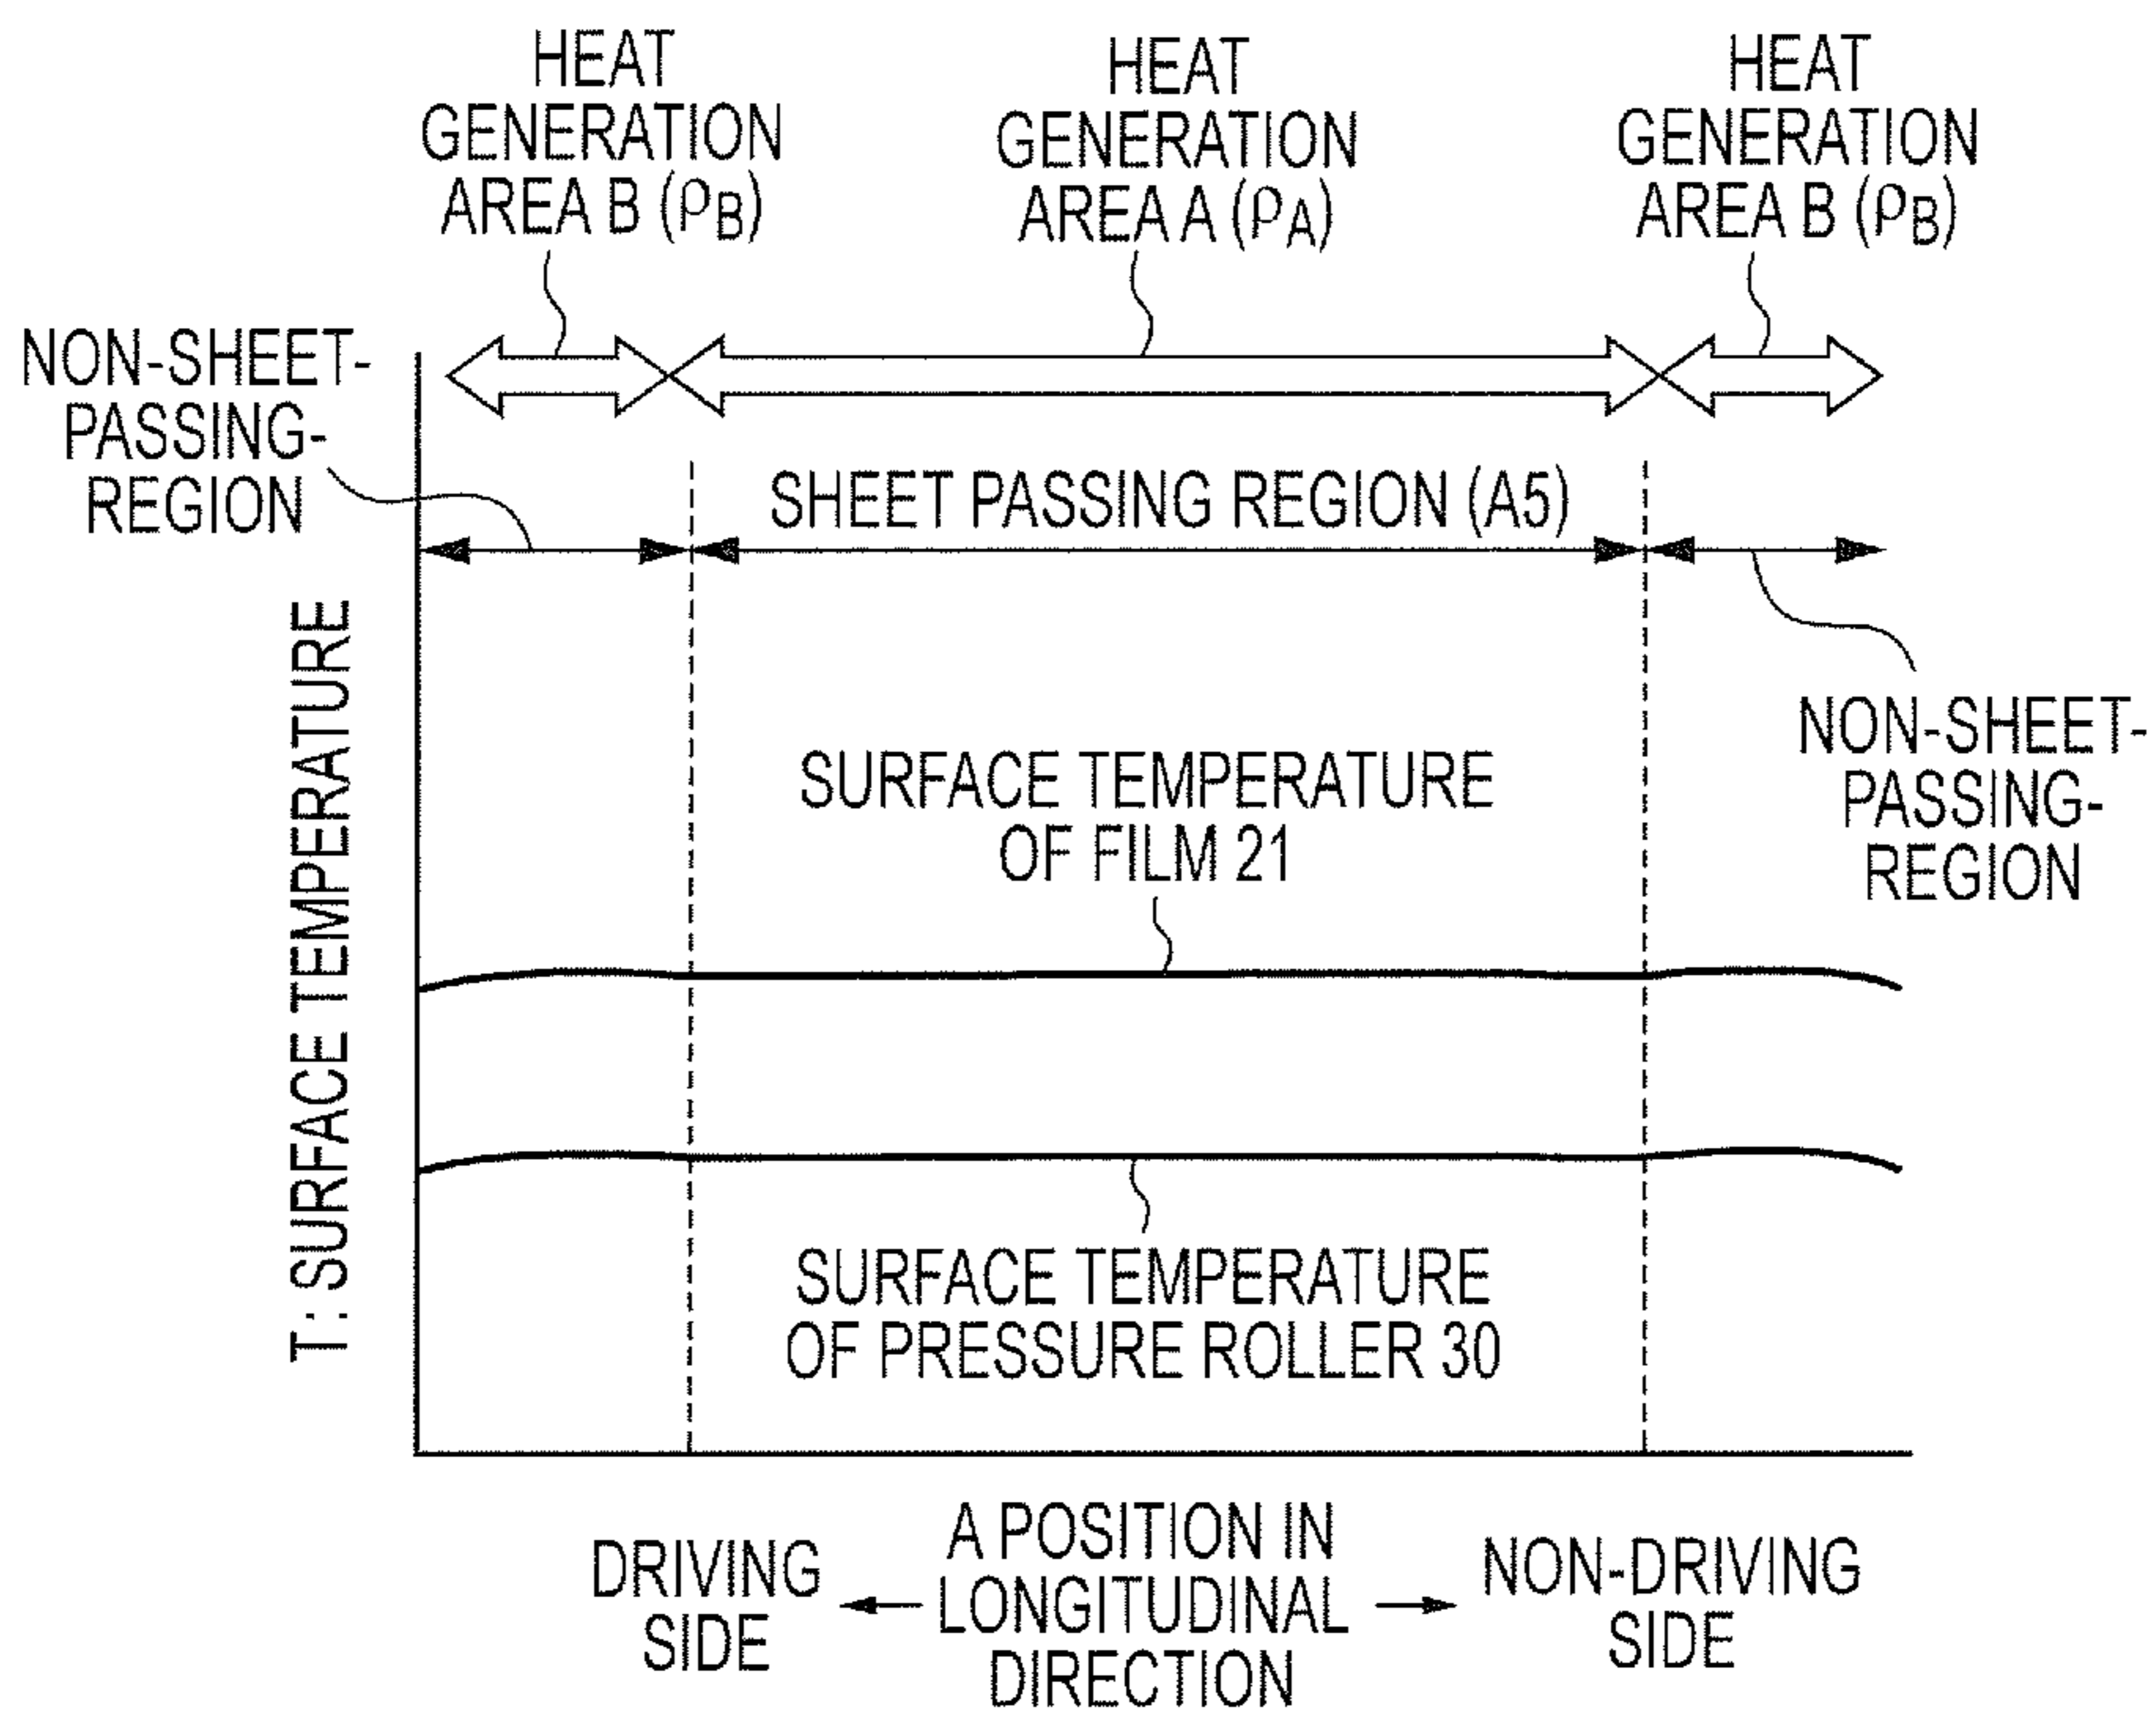 HEAT
GENERATION
AREA B (ρB)
HEAT
GENERATION
AREA A (ρA)
HEAT
GENERATION
AREA B (ρB)
NON-SHEET-
PASSING-
REGION
SHEET PASSING REGION (A5)
NON-SHEET-
PASSING-
REGION
T : SURFACE TEMPERATURE
SURFACE TEMPERATURE
OF FILM 21
SURFACE TEMPERATURE
OF PRESSURE ROLLER 30
DRIVING
SIDE
A POSITION IN
LONGITUDINAL
DIRECTION
NON-DRIVING
SIDE